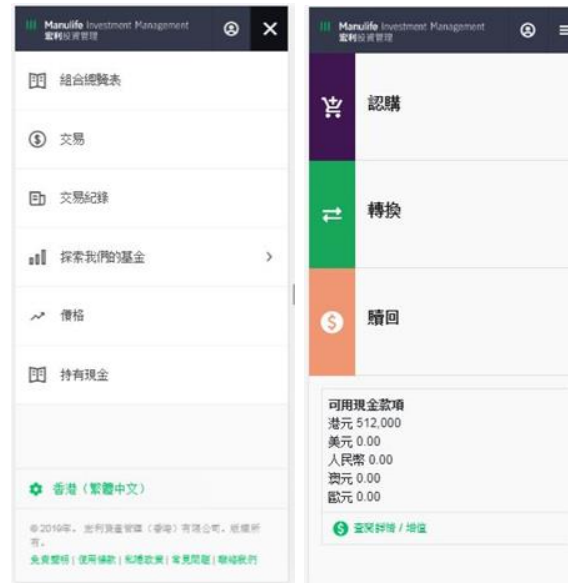 Manulife Investment Management
宏利投資管理
組合總覽表
交易
交易紀錄
探索我們的基金
價格
持有現金
香港（繁體中文）
©2019年。宏利資產管理（香港）有限公司。版權所
有。
免責聲明 | 使用條款 | 私隱政策 | 常見問題 | 聯絡我們
Manulife Investment Management
宏利投資管理
認購
轉換
贖回
可用現金款項
港元 512,000
美元 0.00
人民幣 0.00
澳元 0.00
歐元 0.00
查閱詳情 / 增值